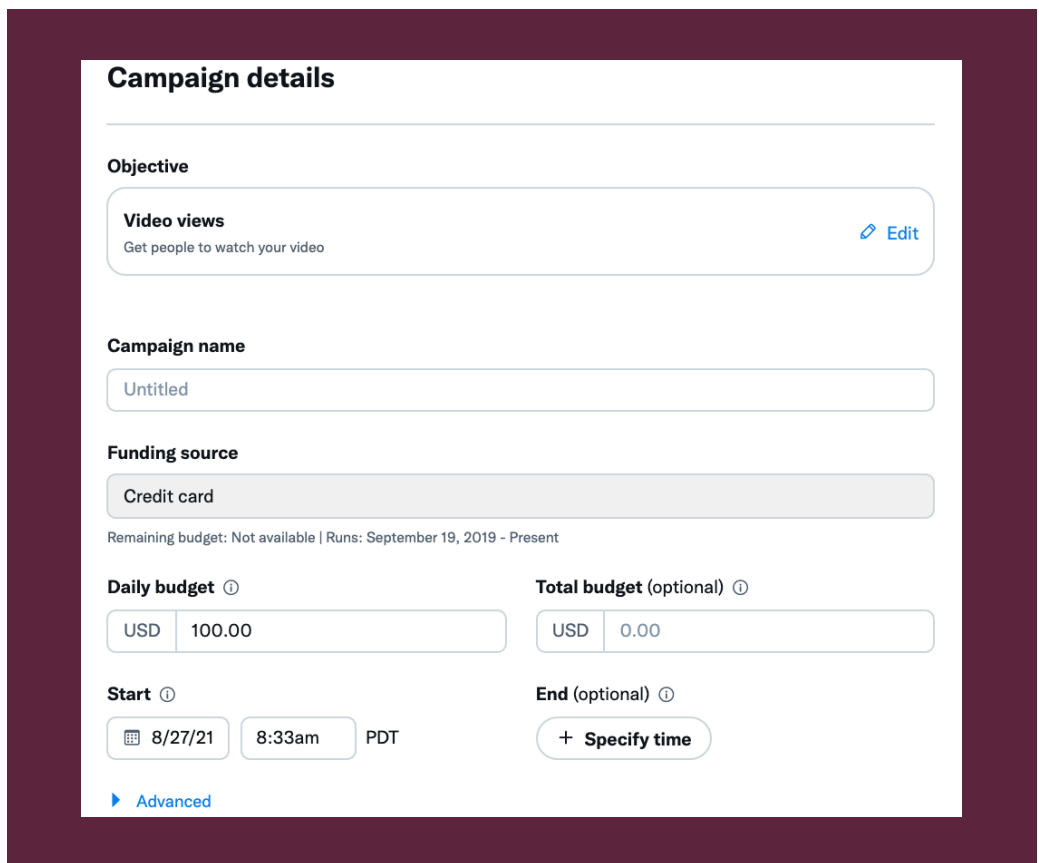 Campaign details
Objective
Video views
Get people to watch your video
Edit
Campaign name
Untitled
Funding source
Credit card
Remaining budget: Not available | Runs: September 19, 2019 - Present
Daily budget
Total budget (optional)
USD 100.00
USD 0.00
Start
End (optional)
8/27/21 8:33am PDT
+ Specify time
Advanced